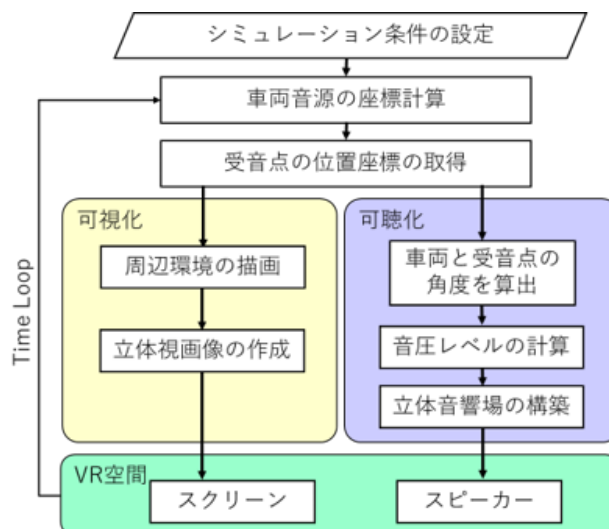 シミュレーション条件の設定
車両音源の座標計算
受音点の位置座標の取得
可視化
周辺環境の描画
立体視画像の作成
可聴化
車両と受音点の
角度を算出
音圧レベルの計算
立体音響場の構築
Time Loop
VR空間
スクリーン
スピーカー